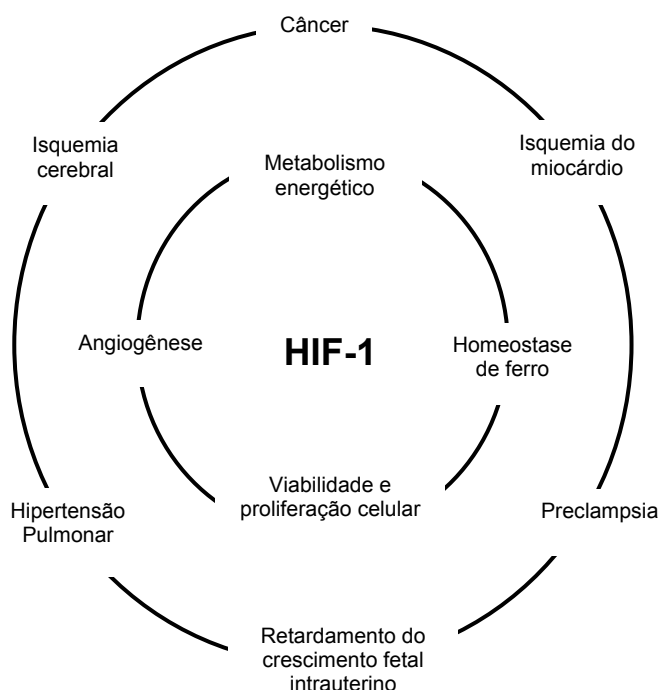 Câncer
Isquemia
cerebral
Isquemia do
miocárdio
Metabolismo
energético
Angiogênese
HIF-1
Homeostase
de ferro
Viabilidade e
proliferação celular
Hipertensão
Pulmonar
Preclampsia
Retardamento do
crescimento fetal
intrauterino